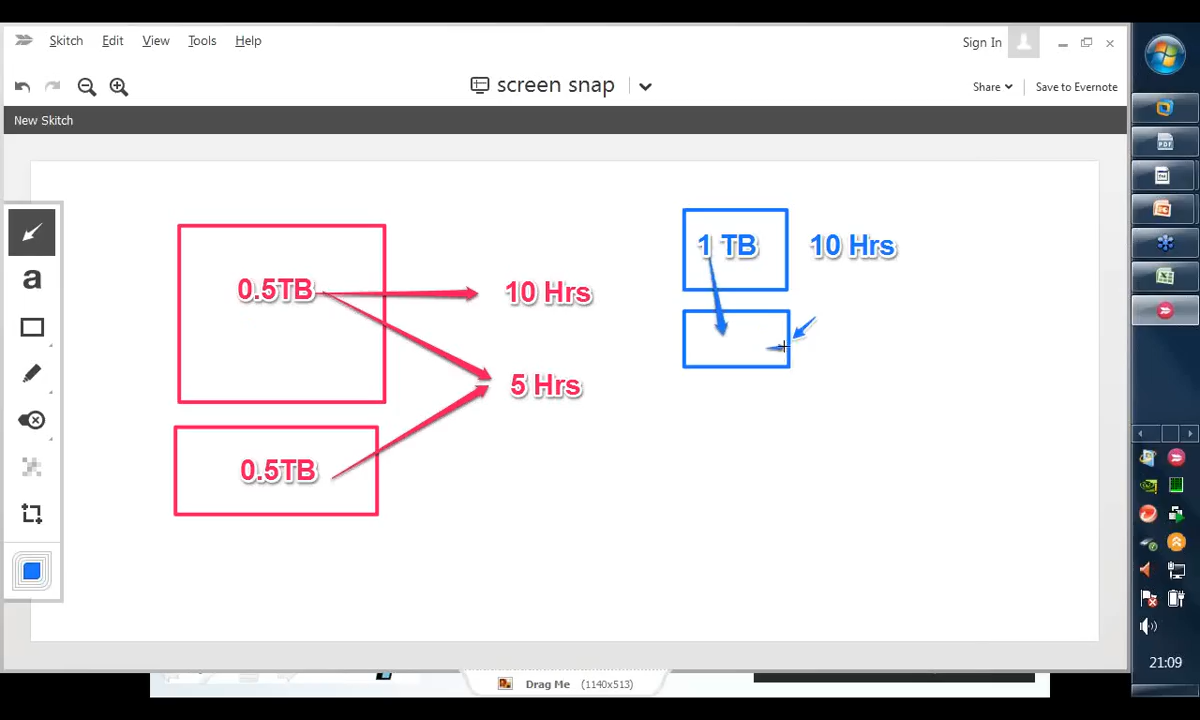 Skitch Edit View Tools Help
Sign In
screen snap
Share
Save to Evernote
New Skitch
a
0.5TB
10 Hrs
5 Hrs
0.5TB
1 TB
10 Hrs
Drag Me (1140x513)
21:09